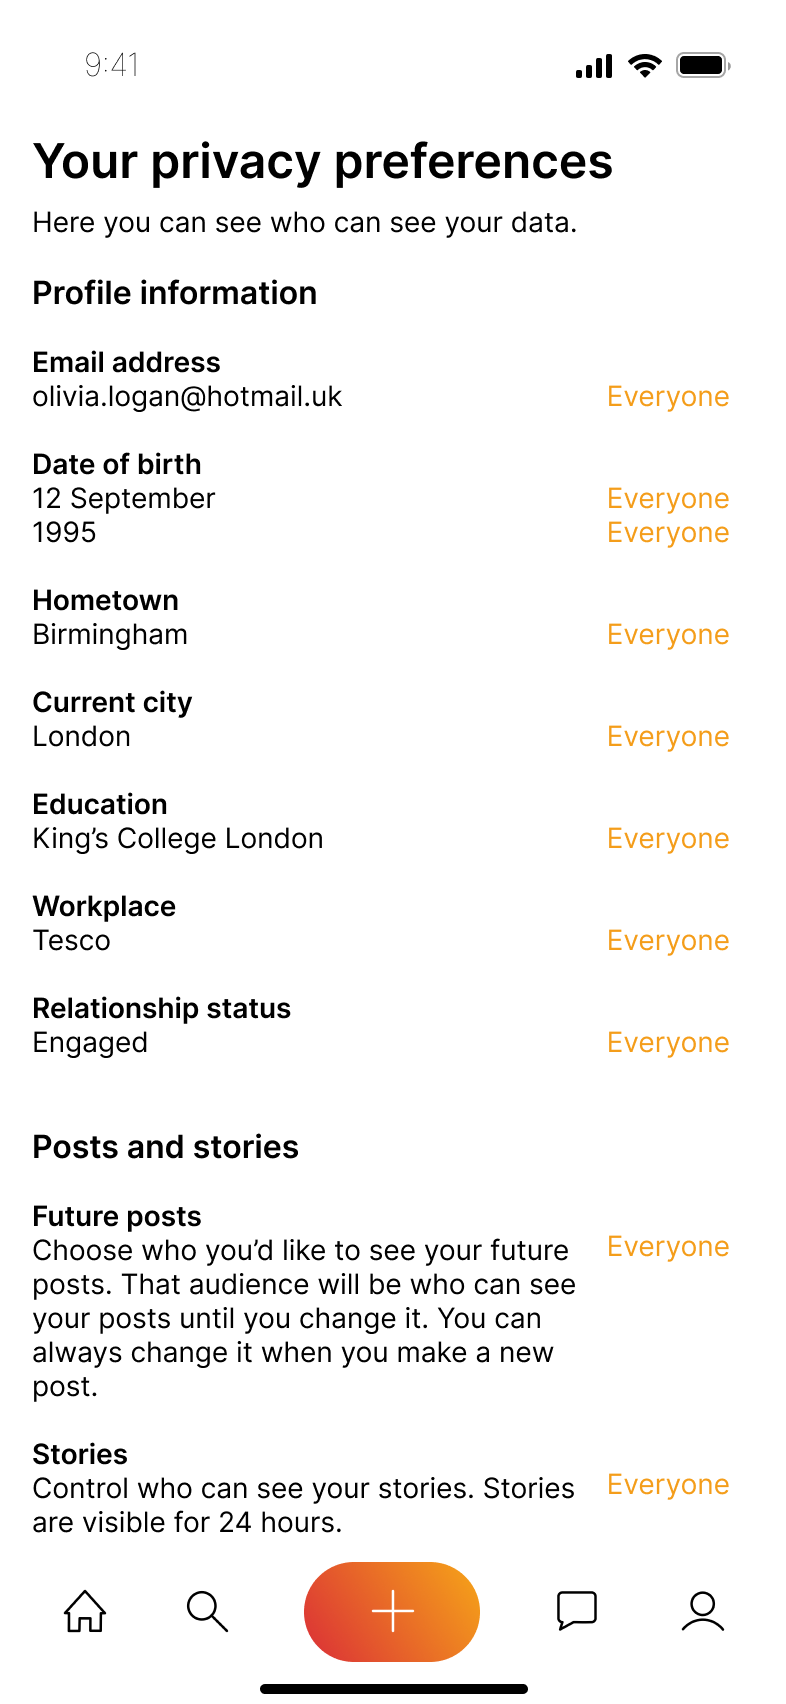 9:41
Your privacy preferences
Here you can see who can see your data.
Profile information
Email address
olivia.logan@hotmail.uk Everyone
Date of birth
12 September Everyone
1995 Everyone
Hometown
Birmingham Everyone
Current city
London Everyone
Education
King’s College London Everyone
Workplace
Tesco Everyone
Relationship status
Engaged Everyone
Posts and stories
Future posts
Choose who you’d like to see your future Everyone
posts. That audience will be who can see
your posts until you change it. You can
always change it when you make a new
post.
Stories
Control who can see your stories. Stories Everyone
are visible for 24 hours.